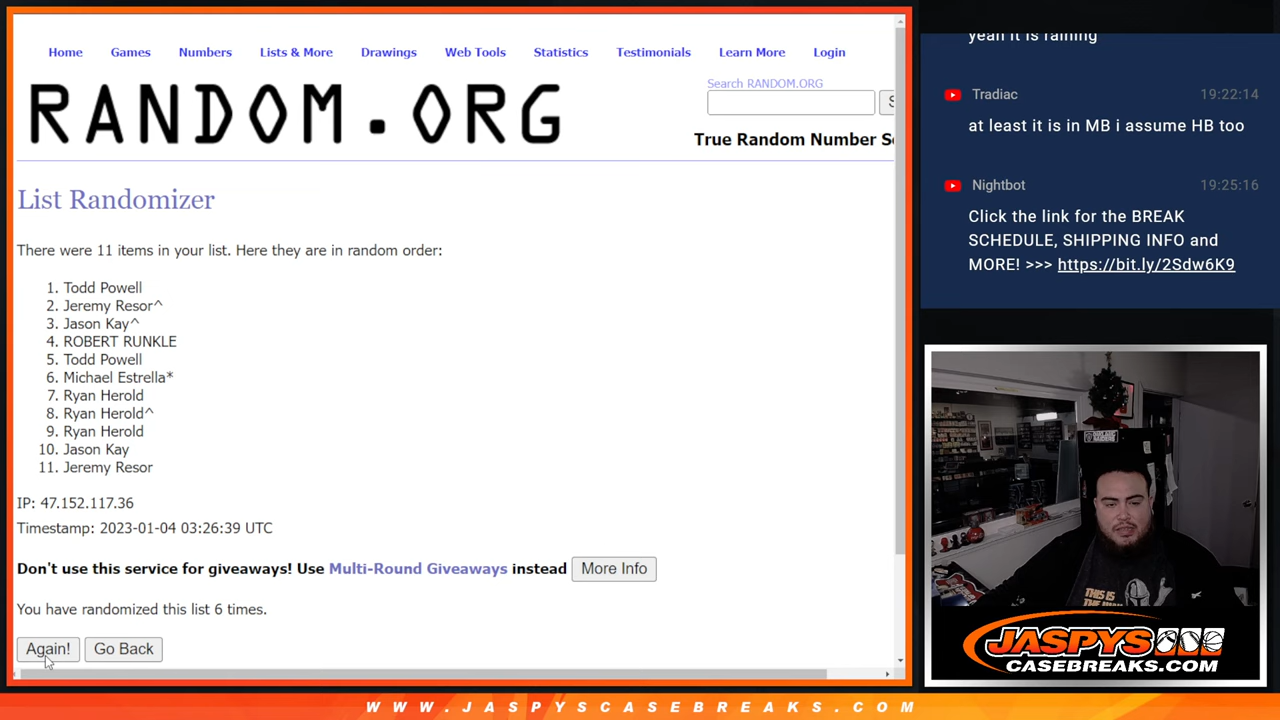 Home Games Numbers Lists & More Drawings Web Tools Statistics Testimonials Learn More Login
RANDOM.ORG
Search RANDOM.ORG
True Random Number Se
List Randomizer
There were 11 items in your list. Here they are in random order:
1. Todd Powell
2. Jeremy Resor^
3. Jason Kay^
4. ROBERT RUNKLE
5. Todd Powell
6. Michael Estrella*
7. Ryan Herold
8. Ryan Herold^
9. Ryan Herold
10. Jason Kay
11. Jeremy Resor
IP: 47.152.117.36
Timestamp: 2023-01-04 03:26:39 UTC
Don't use this service for giveaways! Use Multi-Round Giveaways instead More Info
You have randomized this list 6 times.
Again! Go Back
yeah it is raining
Tradiac 19:22:14
at least it is in MB i assume HB too
Nightbot 19:25:16
Click the link for the BREAK
SCHEDULE, SHIPPING INFO and
MORE! >>> https://bit.ly/2Sdw6K9
THIS IS
JASPYS
CASEBREAKS.COM
WWW.JASPYSCASEBREAKS.COM